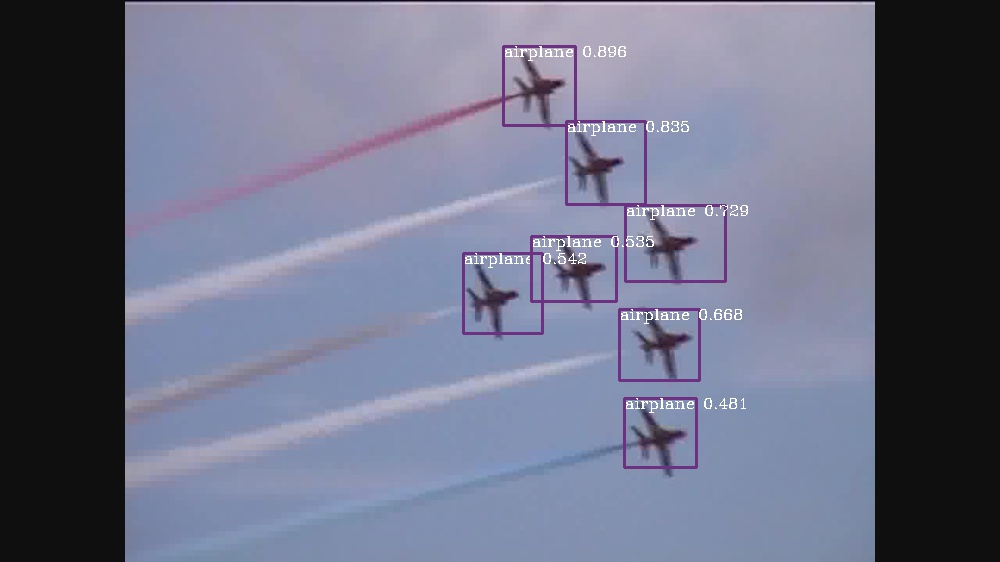 airplane 0.896
airplane 0.835
airplane 0.729
airplane 0.535
airplane 0.542
airplane 0.668
airplane 0.481